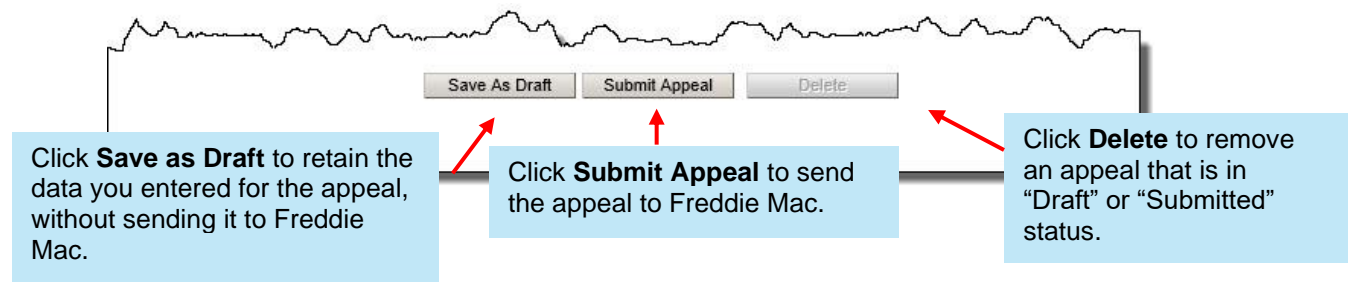 Save As Draft
Submit Appeal
Delete
Click Save as Draft to retain the
data you entered for the appeal,
without sending it to Freddie
Mac.
Click Submit Appeal to send
the appeal to Freddie Mac.
Click Delete to remove
an appeal that is in
“Draft” or “Submitted”
status.